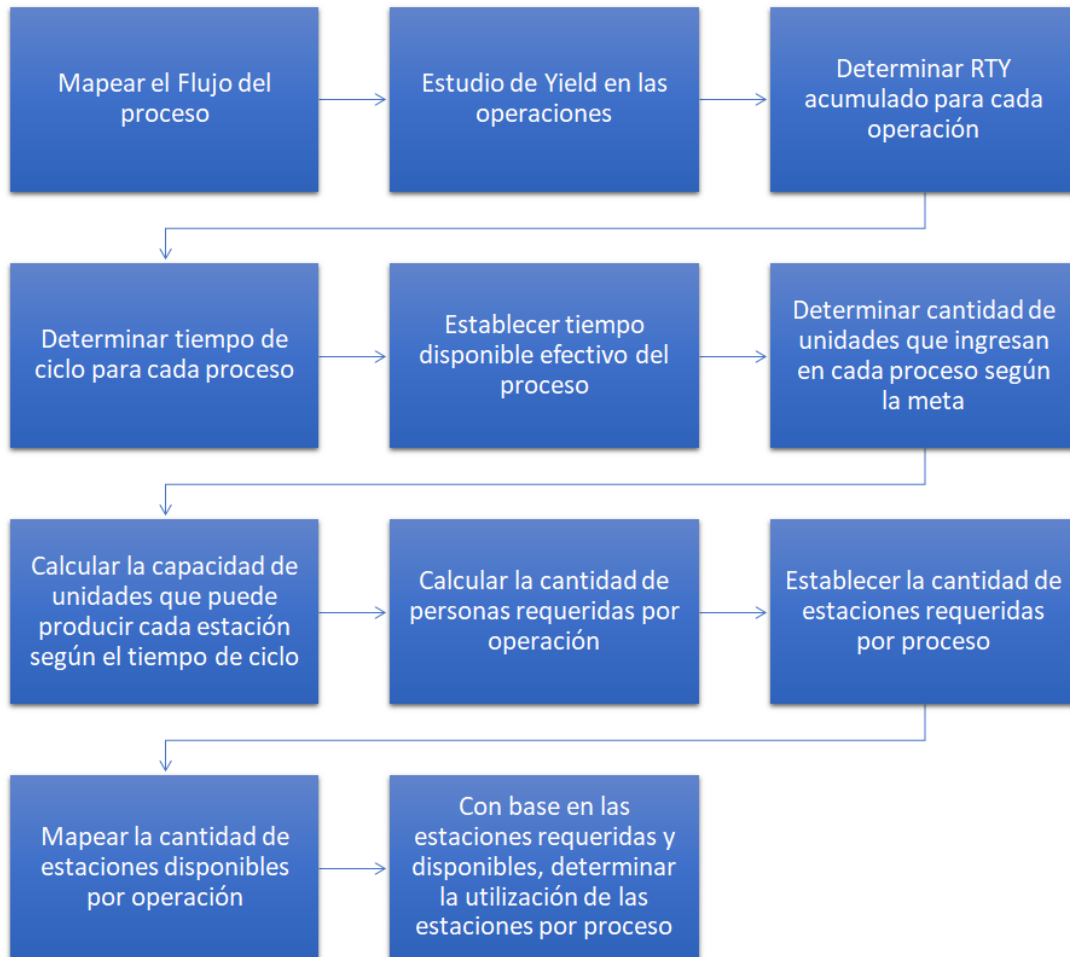 Mapear el Flujo del
proceso
Estudio de Yield en las
operaciones
Determinar RTY
acumulado para cada
operación
Determinar tiempo de
ciclo para cada proceso
Establecer tiempo
disponible efectivo del
proceso
Determinar cantidad de
unidades que ingresan
en cada proceso según
la meta
Calcular la capacidad de
unidades que puede
producir cada estación
según el tiempo de ciclo
Calcular la cantidad de
personas requeridas por
operación
Establecer la cantidad de
estaciones requeridas
por proceso
Mapear la cantidad de
estaciones disponibles
por operación
Con base en las
estaciones requeridas y
disponibles, determinar
la utilización de las
estaciones por proceso